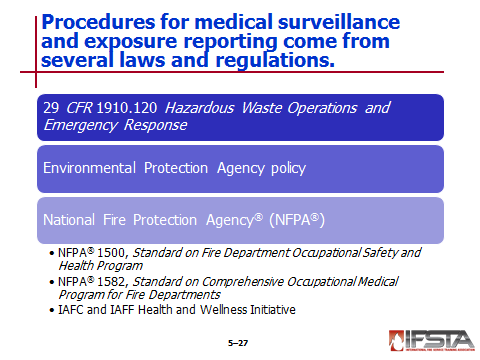 Procedures for medical surveillance
and exposure reporting come from
several laws and regulations.
29 CFR 1910.120 Hazardous Waste Operations and
Emergency Response
Environmental Protection Agency policy
National Fire Protection Agency® (NFPA®)
• NFPA® 1500, Standard on Fire Department Occupational Safety and
Health Program
• NFPA® 1582, Standard on Comprehensive Occupational Medical
Program for Fire Departments
• IAFC and IAFF Health and Wellness Initiative
5–27
IFSTA
INTERNATIONAL FIRE SERVICE TRAINING ASSOCIATION